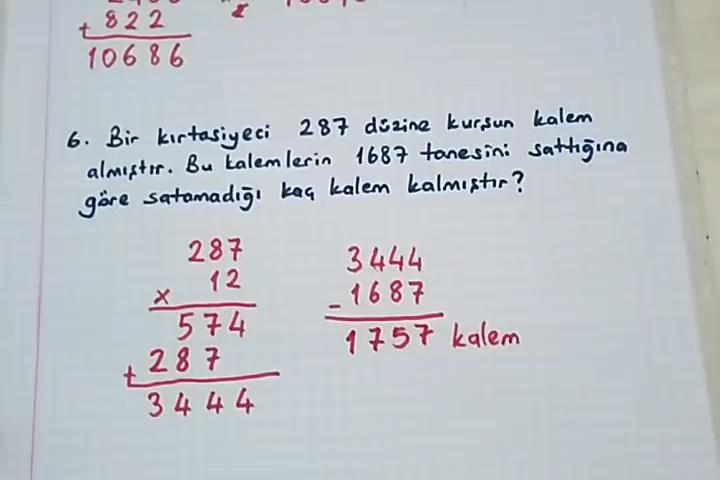 + 822
10686
6. Bir kırtasiyeci 287 düzine kurşun kalem
almıştır. Bu kalemlerin 1687 tanesini sattığına
göre satamadığı kaç kalem kalmıştır?
287
x 12
574
+ 287
3444
3444
- 1687
1757 kalem